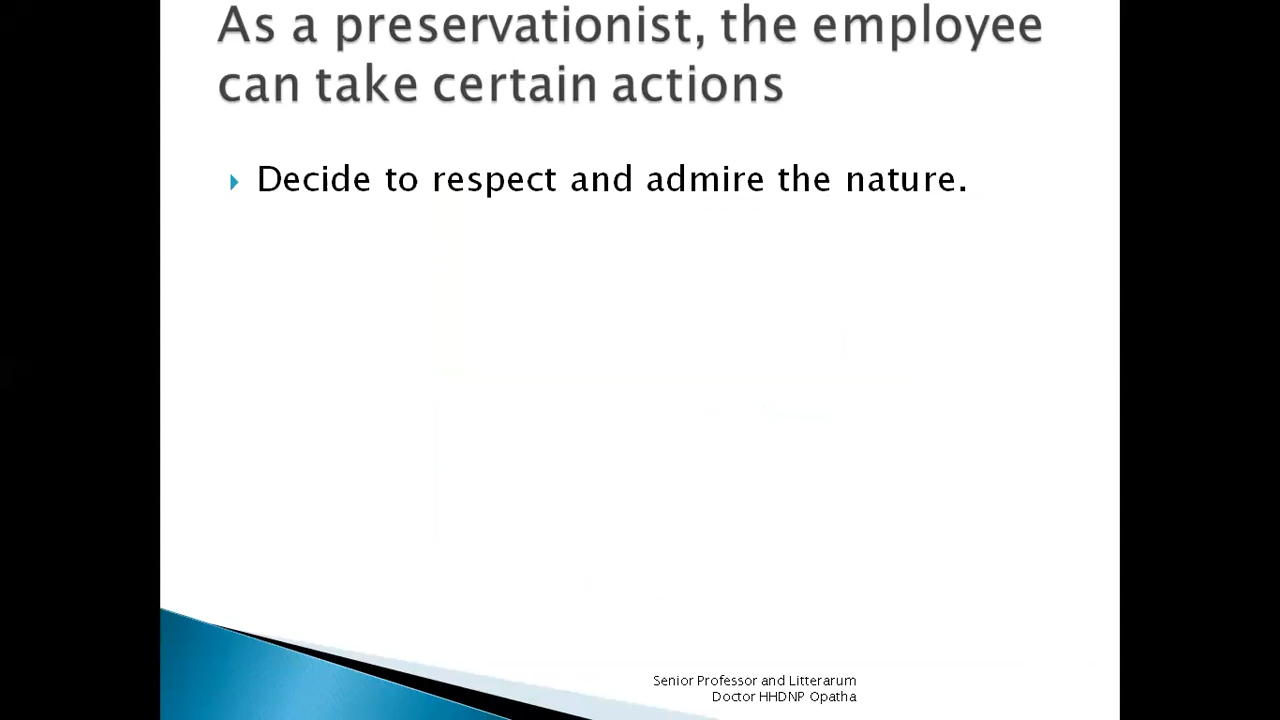 As a preservationist, the employee
can take certain actions
Decide to respect and admire the nature.
Senior Professor and Litterarum
Doctor HHDNP Opatha